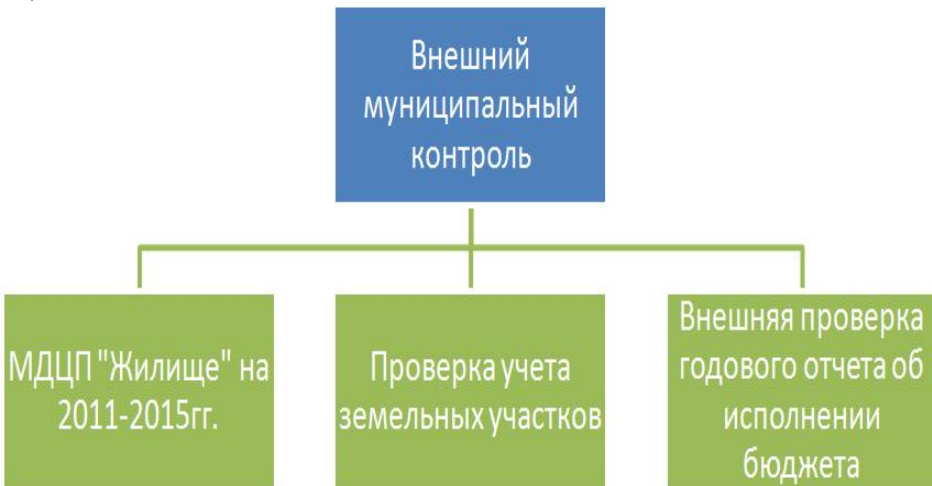 Внешний
муниципальный
контроль
МДЦП "Жилище" на
2011-2015гг.
Проверка учета
земельных участков
Внешняя проверка
годового отчета об
исполнении
бюджета